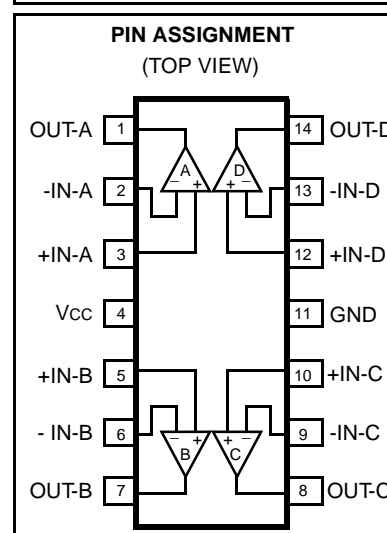 PIN ASSIGNMENT
(TOP VIEW)
OUT-A 1 14 OUT-D
-IN-A 2 A D 13 -IN-D
− + + −
+IN-A 3 12 +IN-D
Vcc 4 11 GND
+IN-B 5 10 +IN-C
- IN-B 6 9 -IN-C
− + + −
B C
OUT-B 7 8 OUT-C